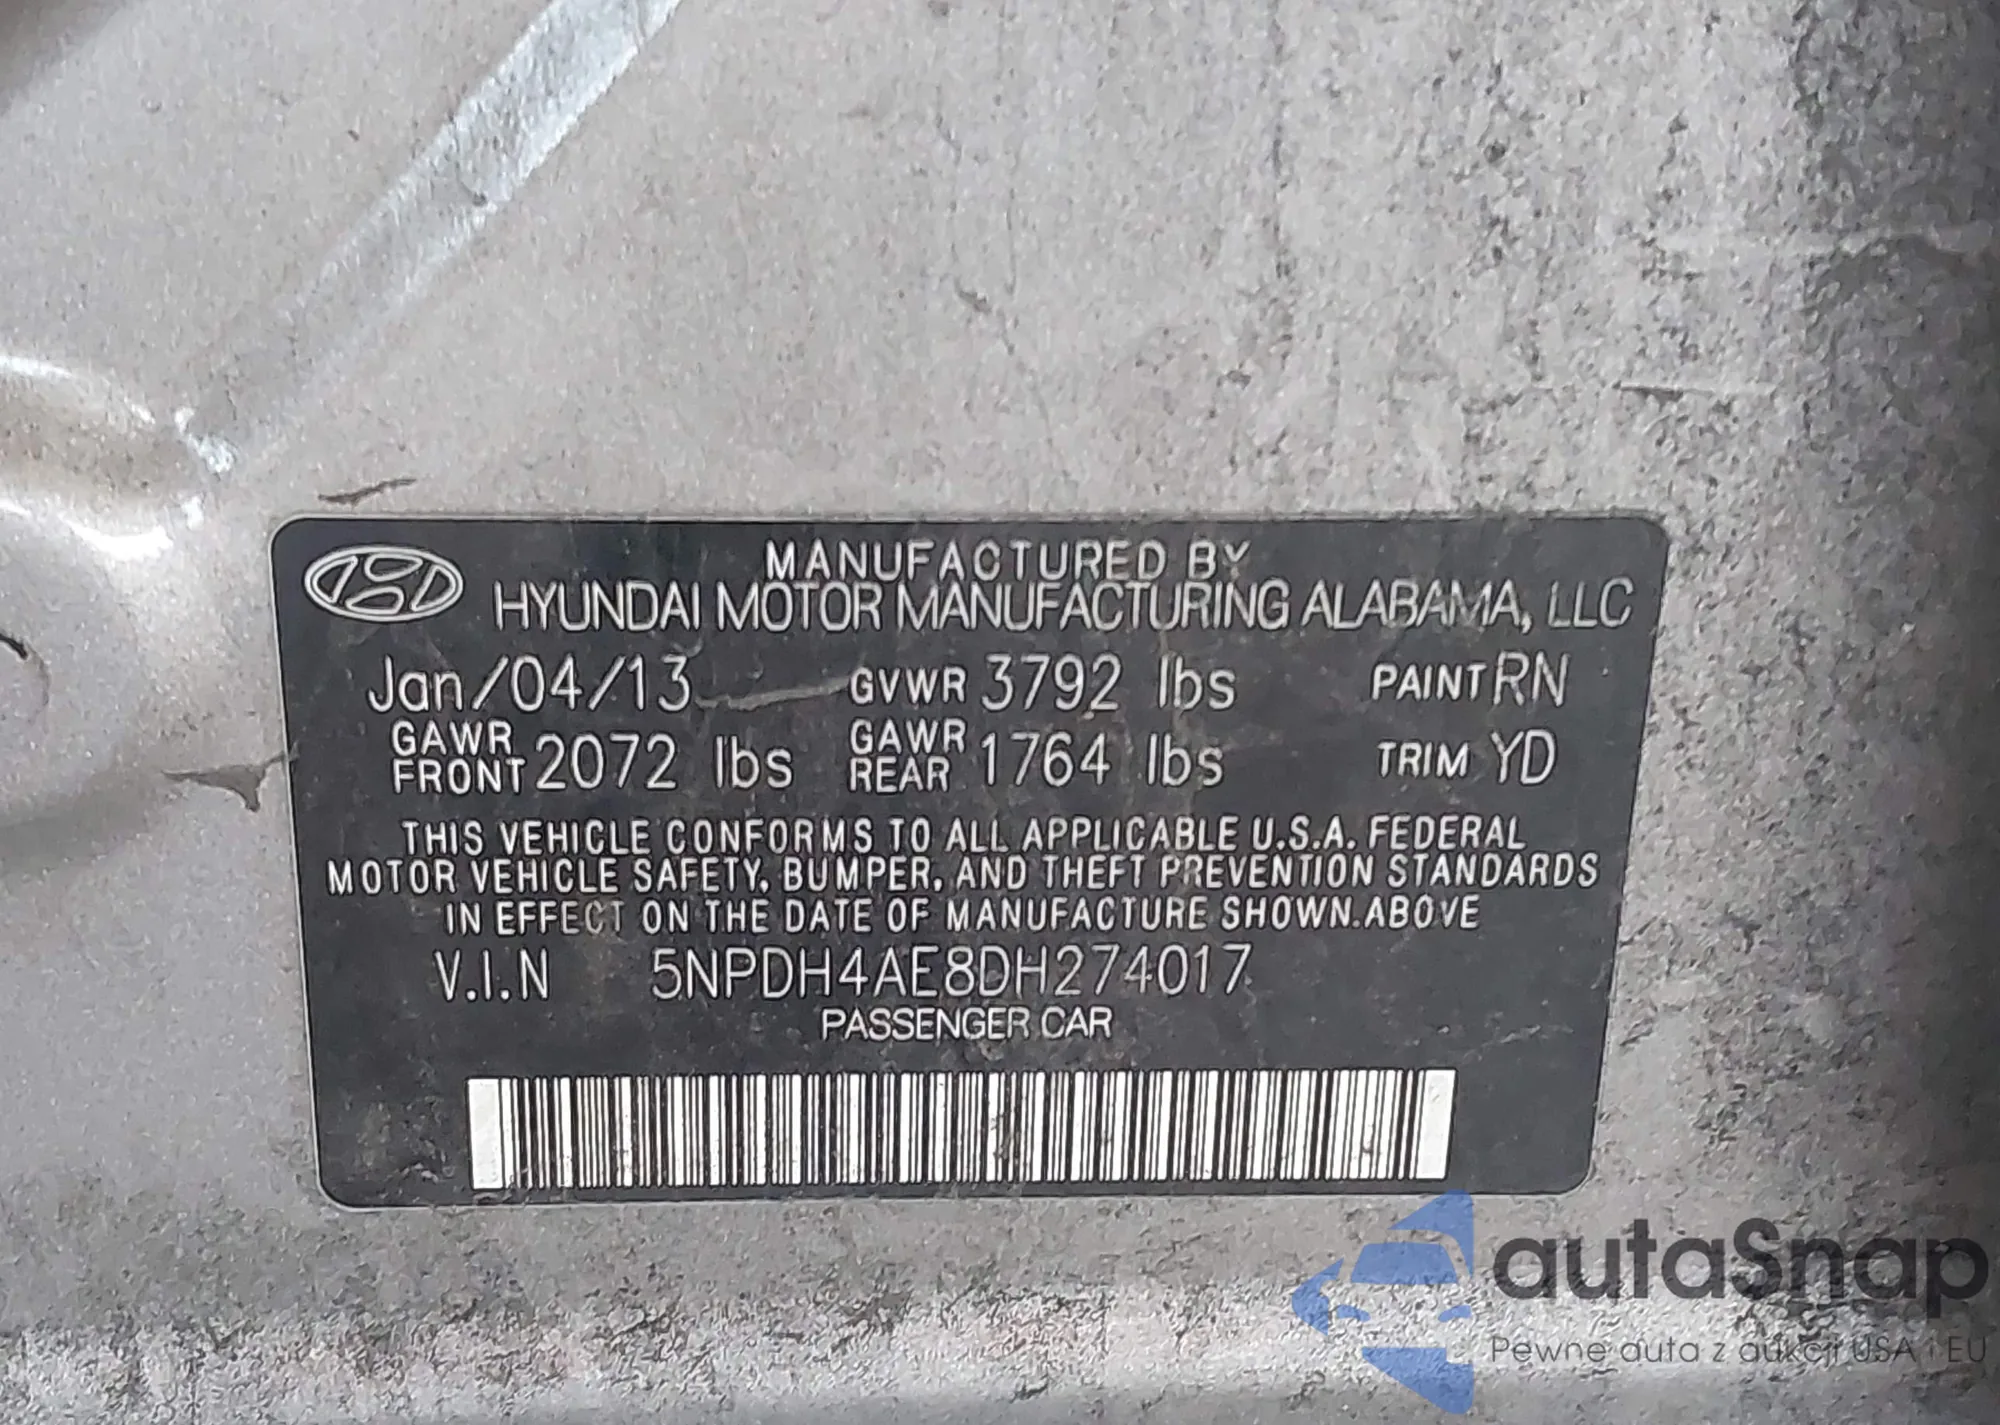 MANUFACTURED BY
HYUNDAI MOTOR MANUFACTURING ALABAMA, LLC
Jan/04/13 GVWR 3792 lbs PAINT RN
GAWR FRONT 2072 lbs GAWR REAR 1764 lbs TRIM YD
THIS VEHICLE CONFORMS TO ALL APPLICABLE U.S.A. FEDERAL
MOTOR VEHICLE SAFETY, BUMPER, AND THEFT PREVENTION STANDARDS
IN EFFECT ON THE DATE OF MANUFACTURE SHOWN.ABOVE
V.I.N 5NPDH4AE8DH274017
PASSENGER CAR
autaSnap
Pewne auta z aukcji USA i EU